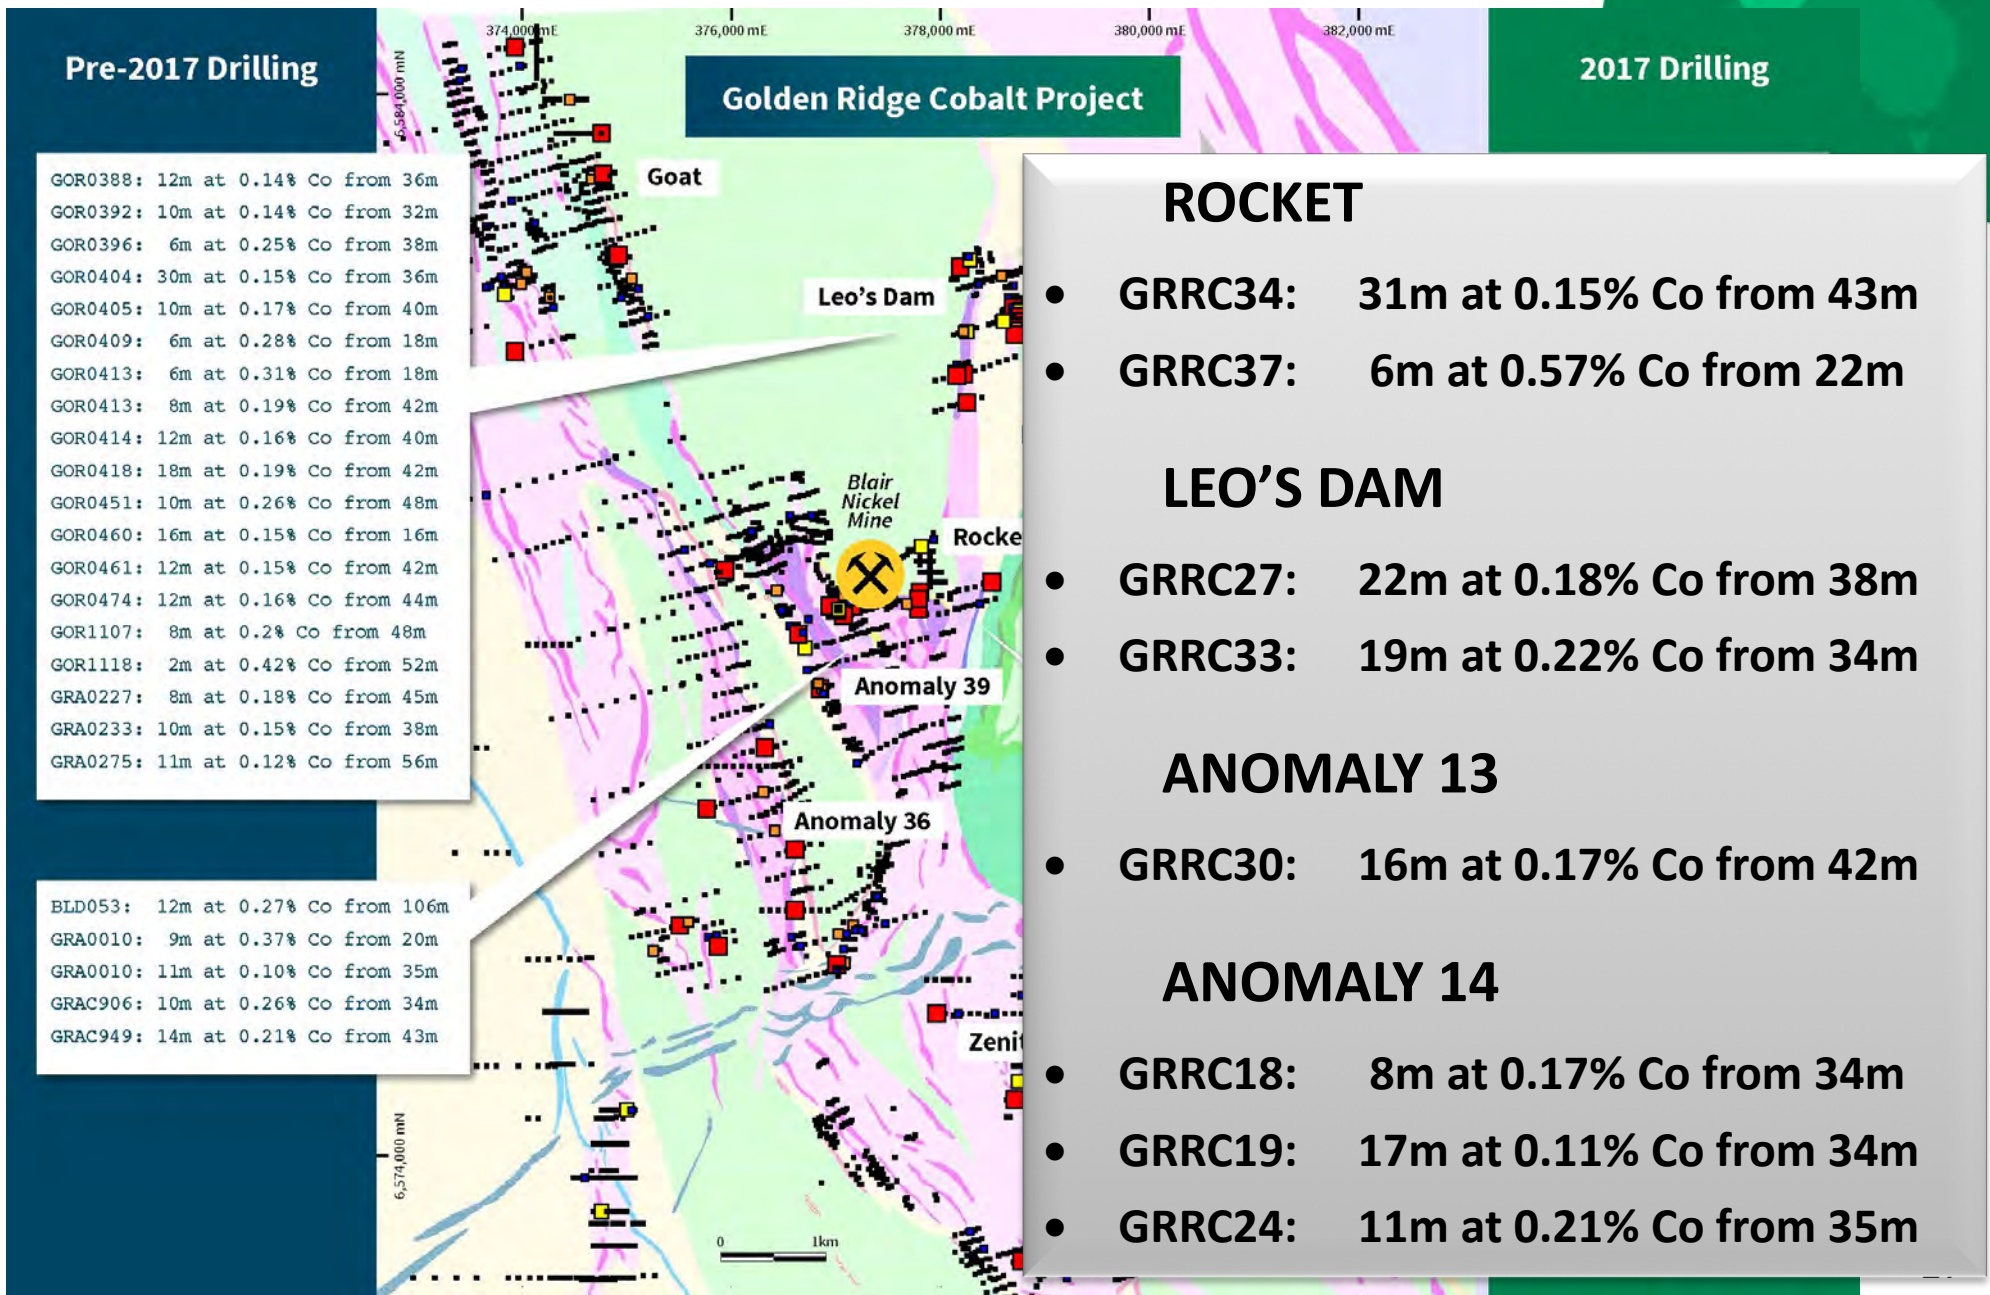 374,000 mE
376,000 mE
378,000 mE
380,000 mE
382,000 mE
Pre-2017 Drilling
Golden Ridge Cobalt Project
2017 Drilling
6,584,000 mN
GOR0388: 12m at 0.14% Co from 36m
GOR0392: 10m at 0.14% Co from 32m
GOR0396: 6m at 0.25% Co from 38m
GOR0404: 30m at 0.15% Co from 36m
GOR0405: 10m at 0.17% Co from 40m
GOR0409: 6m at 0.28% Co from 18m
GOR0413: 6m at 0.31% Co from 18m
GOR0413: 8m at 0.19% Co from 42m
GOR0414: 12m at 0.16% Co from 40m
GOR0418: 18m at 0.19% Co from 42m
GOR0451: 10m at 0.26% Co from 48m
GOR0460: 16m at 0.15% Co from 16m
GOR0461: 12m at 0.15% Co from 42m
GOR0474: 12m at 0.16% Co from 44m
GOR1107: 8m at 0.2% Co from 48m
GOR1118: 2m at 0.42% Co from 52m
GRA0227: 8m at 0.18% Co from 45m
GRA0233: 10m at 0.15% Co from 38m
GRA0275: 11m at 0.12% Co from 56m
BLD053: 12m at 0.27% Co from 106m
GRA0010: 9m at 0.37% Co from 20m
GRA0010: 11m at 0.10% Co from 35m
GRAC906: 10m at 0.26% Co from 34m
GRAC949: 14m at 0.21% Co from 43m
Goat
Leo’s Dam
Blair
Nickel
Mine
Rocke
Anomaly 39
Anomaly 36
Zenit
6,574,000 mN
0 1km
ROCKET
• GRRC34: 31m at 0.15% Co from 43m
• GRRC37: 6m at 0.57% Co from 22m
LEO’S DAM
• GRRC27: 22m at 0.18% Co from 38m
• GRRC33: 19m at 0.22% Co from 34m
ANOMALY 13
• GRRC30: 16m at 0.17% Co from 42m
ANOMALY 14
• GRRC18: 8m at 0.17% Co from 34m
• GRRC19: 17m at 0.11% Co from 34m
• GRRC24: 11m at 0.21% Co from 35m